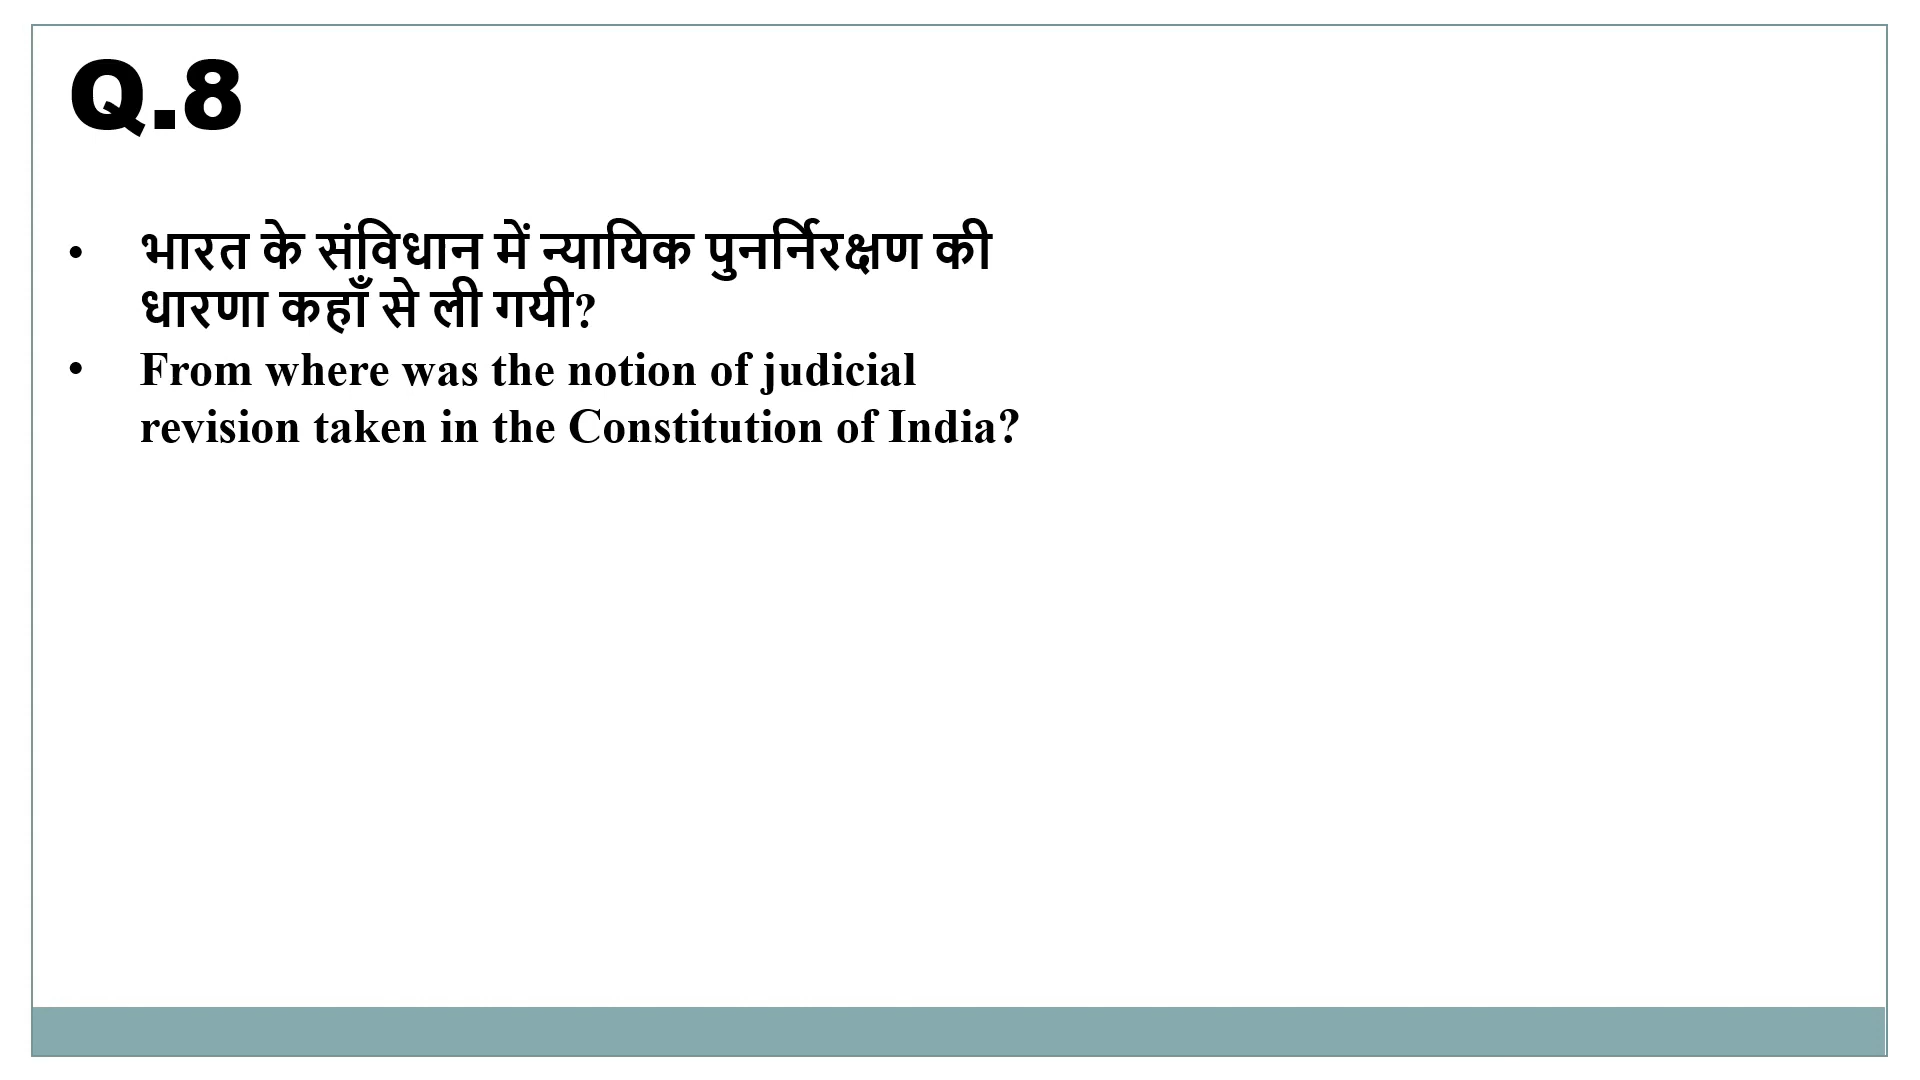 Q.8
• भारत के संविधान में न्यायिक पुनर्निरक्षण की
धारणा कहाँ से ली गयी?
• From where was the notion of judicial
revision taken in the Constitution of India?